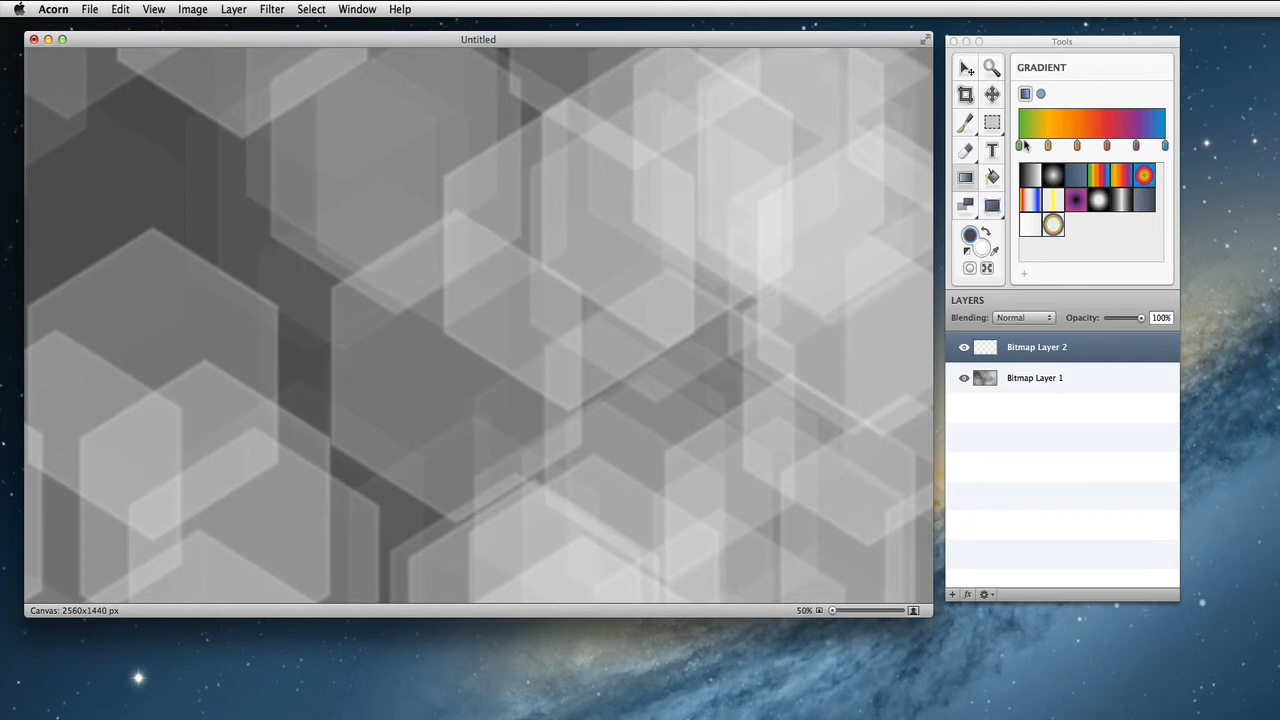 Acorn File Edit View Image Layer Filter Select Window Help
Untitled
Tools
GRADIENT
T
LAYERS
Blending: Normal Opacity: 100%
Bitmap Layer 2
Bitmap Layer 1
Canvas: 2560x1440 px
50%
+ fx